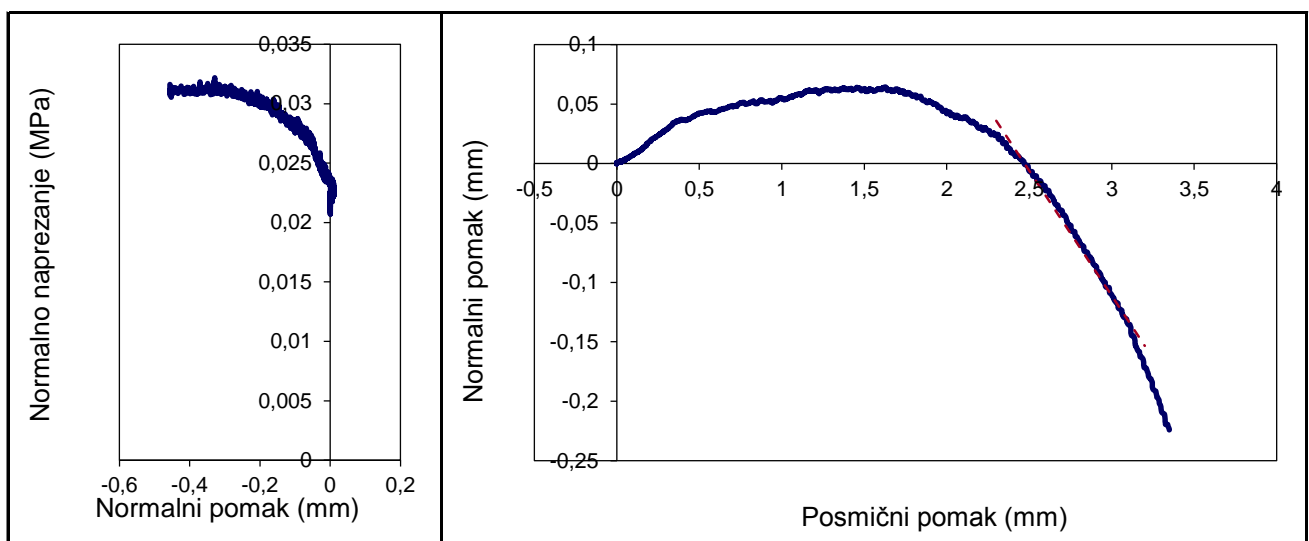 Normalno naprezanje (MPa)
0,035
0,03
0,025
0,02
0,015
0,01
0,005
0
-0,6 -0,4 -0,2 0 0,2
Normalni pomak (mm)
Normalni pomak (mm)
0,1
0,05
0
-0,05
-0,1
-0,15
-0,2
-0,25
-0,5 0 0,5 1 1,5 2 2,5 3 3,5 4
Posmični pomak (mm)